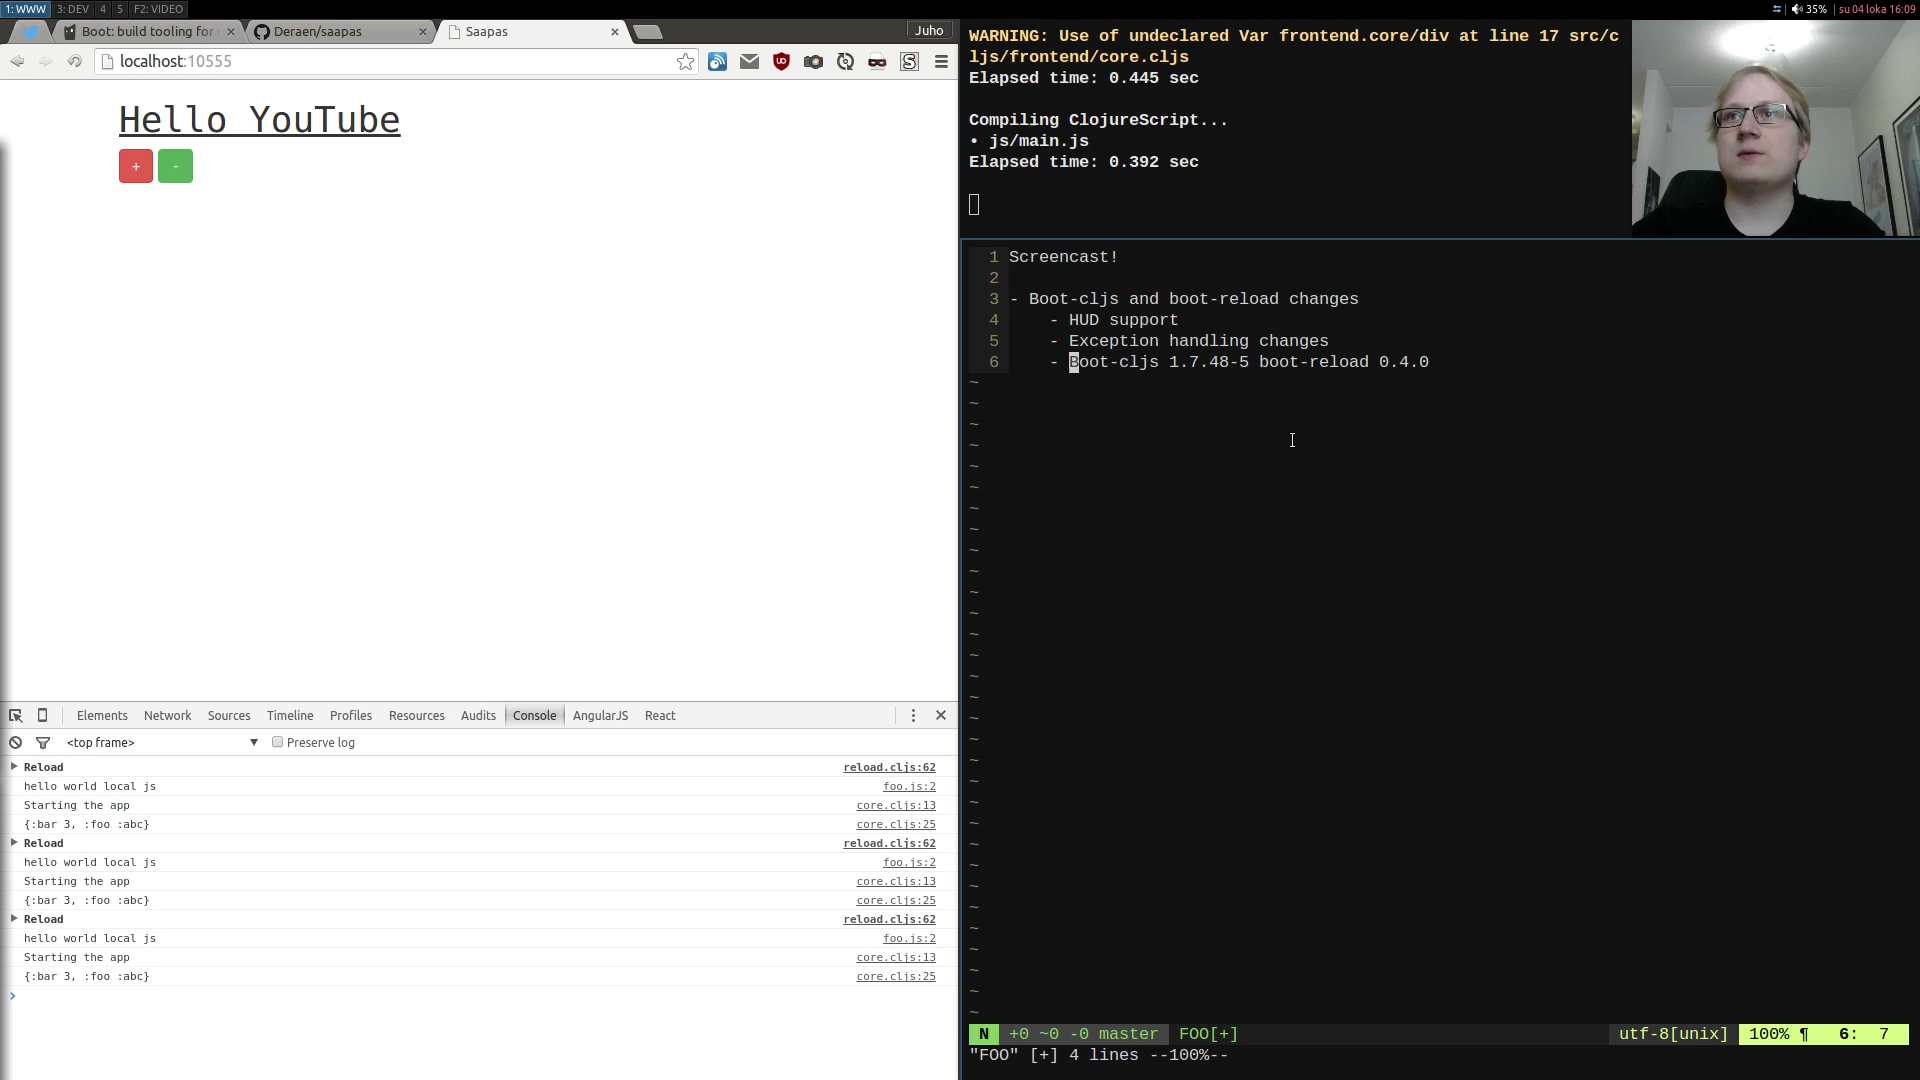 1: WWW 3: DEV 4 5 F2: VIDEO
35% su 04 loka 16:09
Boot: build tooling for
Deraen/saapas
Saapas
Juho
localhost:10555
Hello YouTube
+ -
Elements Network Sources Timeline Profiles Resources Audits Console AngularJS React
<top frame> Preserve log
Reload reload.cljs:62
hello world local js foo.js:2
Starting the app core.cljs:13
{:bar 3, :foo :abc} core.cljs:25
Reload reload.cljs:62
hello world local js foo.js:2
Starting the app core.cljs:13
{:bar 3, :foo :abc} core.cljs:25
Reload reload.cljs:62
hello world local js foo.js:2
Starting the app core.cljs:13
{:bar 3, :foo :abc} core.cljs:25
WARNING: Use of undeclared Var frontend.core/div at line 17 src/c
ljs/frontend/core.cljs
Elapsed time: 0.445 sec
Compiling ClojureScript...
• js/main.js
Elapsed time: 0.392 sec
1 Screencast!
2
3 - Boot-cljs and boot-reload changes
4 - HUD support
5 - Exception handling changes
6 - Boot-cljs 1.7.48-5 boot-reload 0.4.0
N +0 ~0 -0 master FOO[+] utf-8[unix] 100% ¶ 6: 7
"FOO" [+] 4 lines --100%--